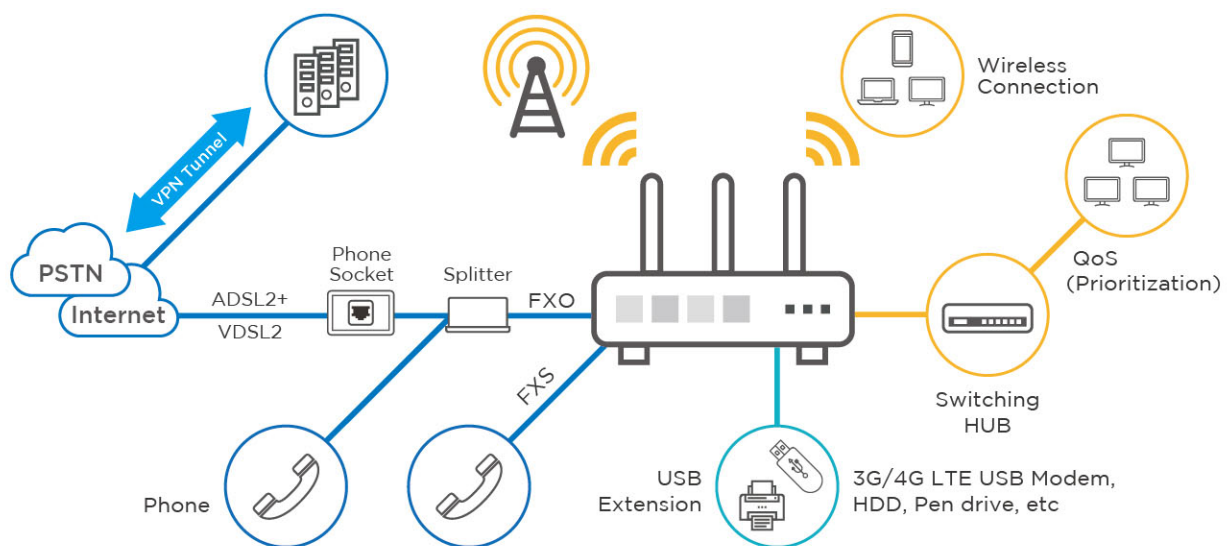 Wireless
Connection
VPN Tunnel
PSTN
Internet
ADSL2+
VDSL2
Phone
Socket
Splitter
FXO
FXS
QoS
(Prioritization)
Switching
HUB
Phone
USB
Extension
3G/4G LTE USB Modem,
HDD, Pen drive, etc